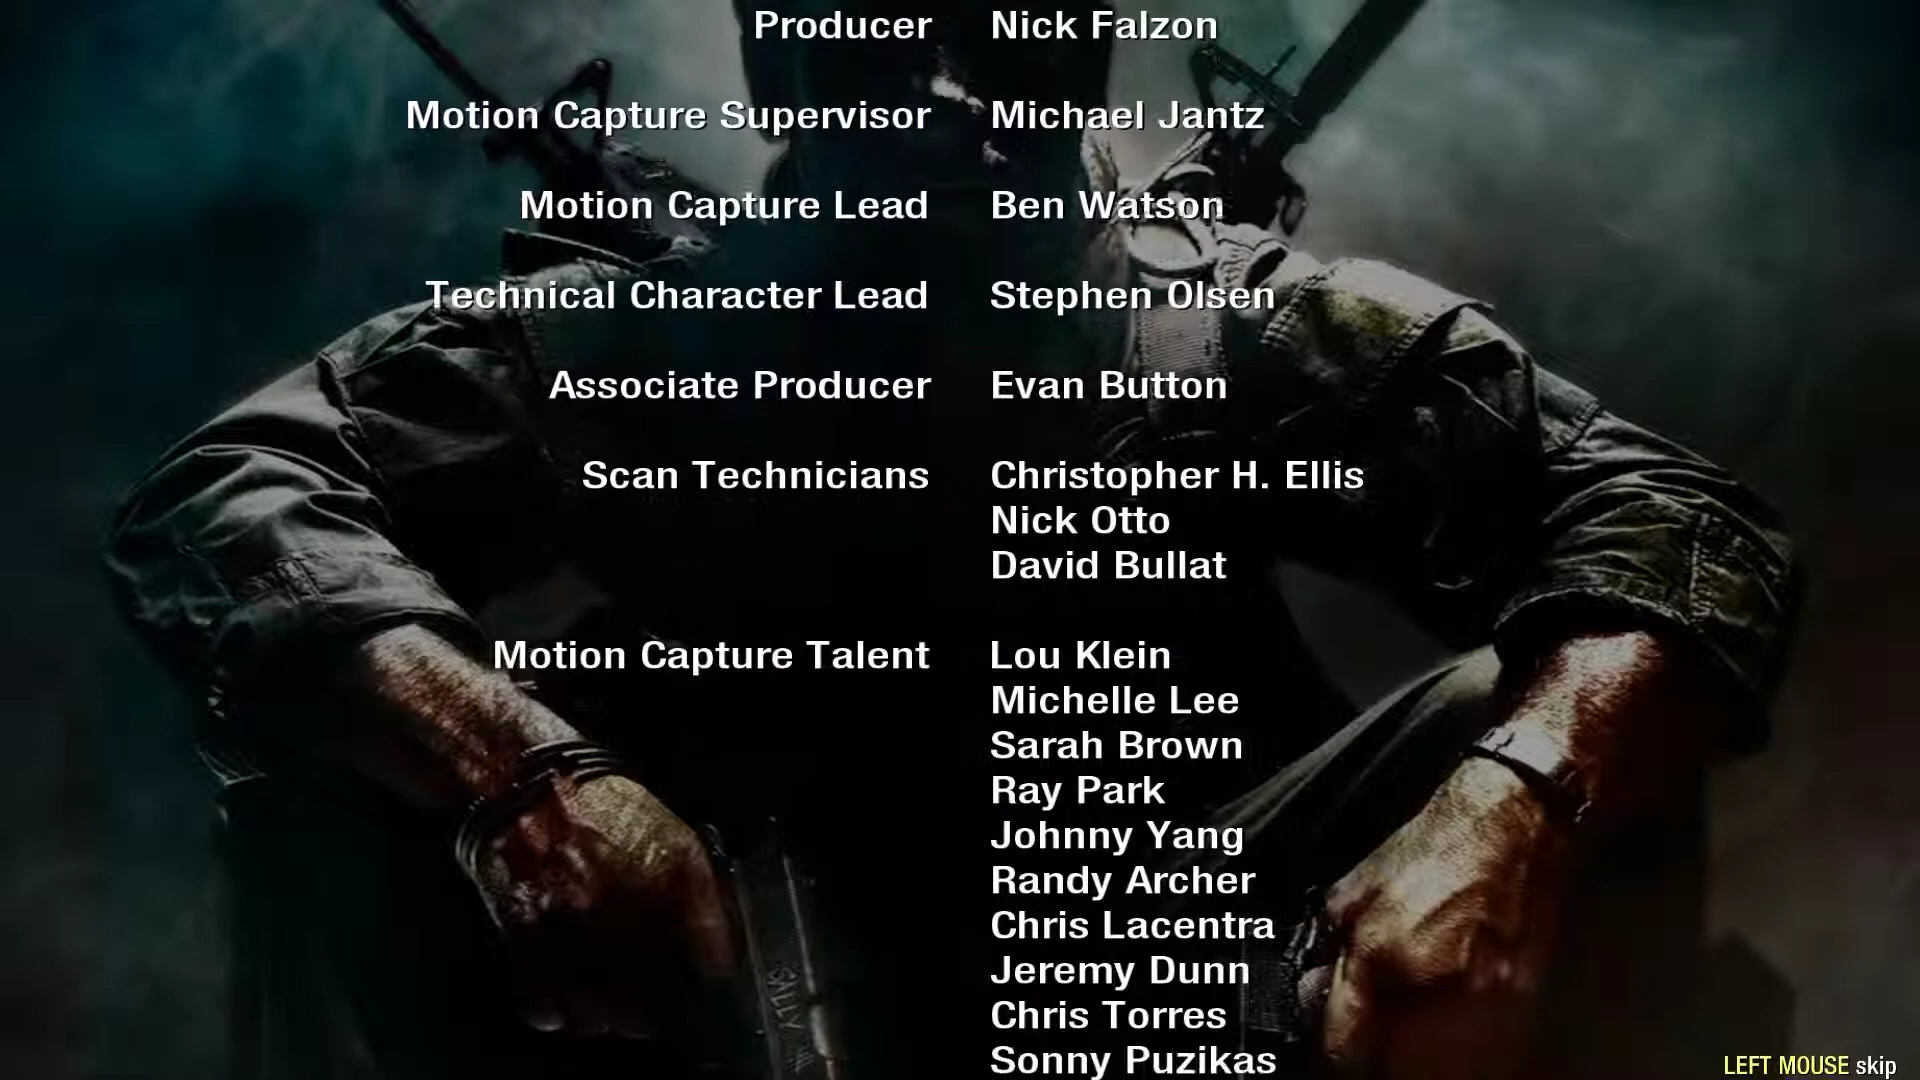 Producer Nick Falzon
Motion Capture Supervisor Michael Jantz
Motion Capture Lead Ben Watson
Technical Character Lead Stephen Olsen
Associate Producer Evan Button
Scan Technicians Christopher H. Ellis
Nick Otto
David Bullat
Motion Capture Talent Lou Klein
Michelle Lee
Sarah Brown
Ray Park
Johnny Yang
Randy Archer
Chris Lacentra
Jeremy Dunn
Chris Torres
Sonny Puzikas
SALLY
LEFT MOUSE skip